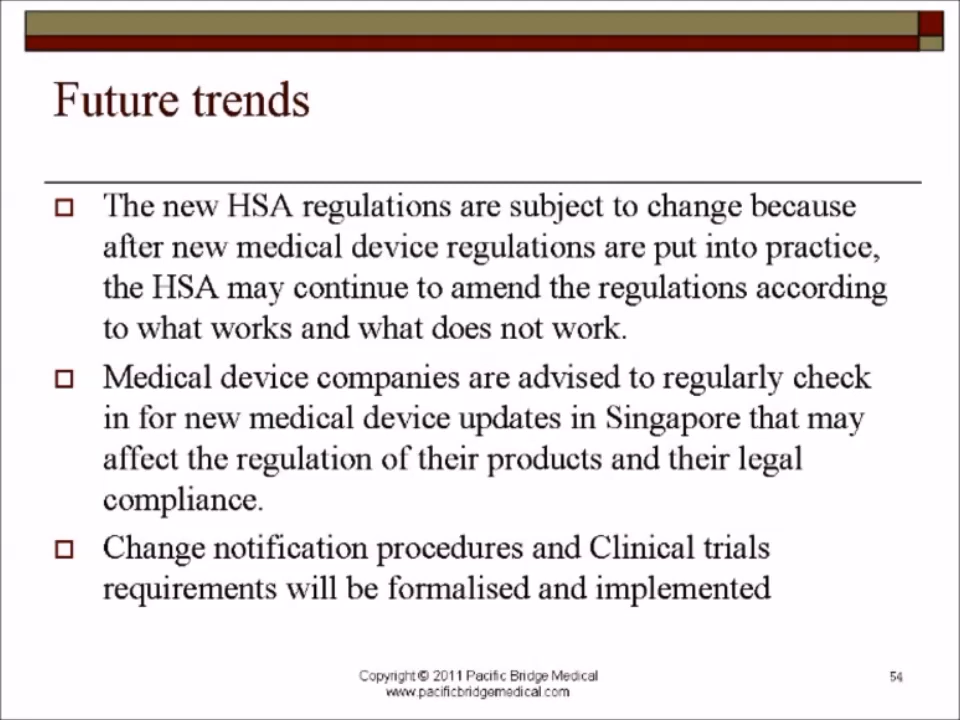 Future trends
The new HSA regulations are subject to change because
after new medical device regulations are put into practice,
the HSA may continue to amend the regulations according
to what works and what does not work.
Medical device companies are advised to regularly check
in for new medical device updates in Singapore that may
affect the regulation of their products and their legal
compliance.
Change notification procedures and Clinical trials
requirements will be formalised and implemented
Copyright © 2011 Pacific Bridge Medical
www.pacificbridgemedical.com
54